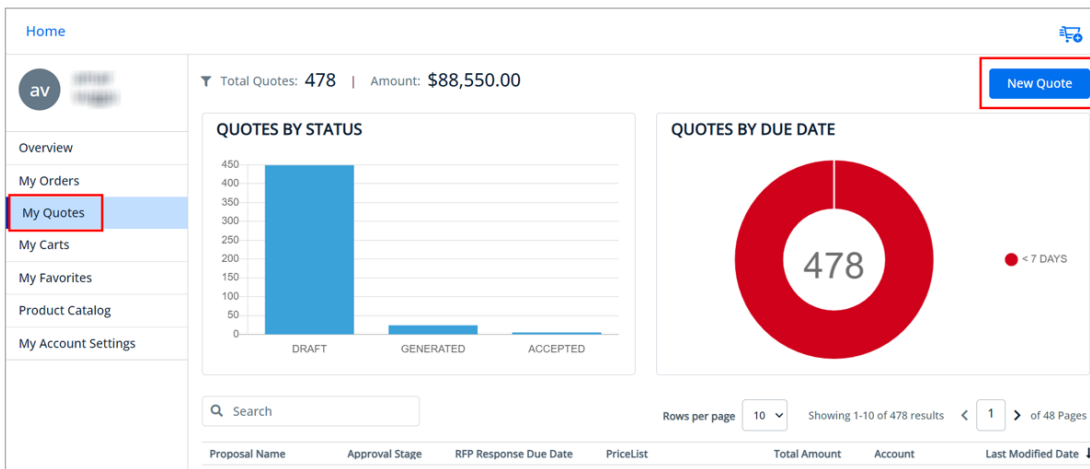 Home
av
Total Quotes: 478 | Amount: $88,550.00
New Quote
Overview
My Orders
My Quotes
My Carts
My Favorites
Product Catalog
My Account Settings
QUOTES BY STATUS
450
400
350
300
250
200
150
100
50
0
DRAFT GENERATED ACCEPTED
QUOTES BY DUE DATE
478
< 7 DAYS
Search
Rows per page 10 Showing 1-10 of 478 results < 1 > of 48 Pages
Proposal Name Approval Stage RFP Response Due Date PriceList Total Amount Account Last Modified Date